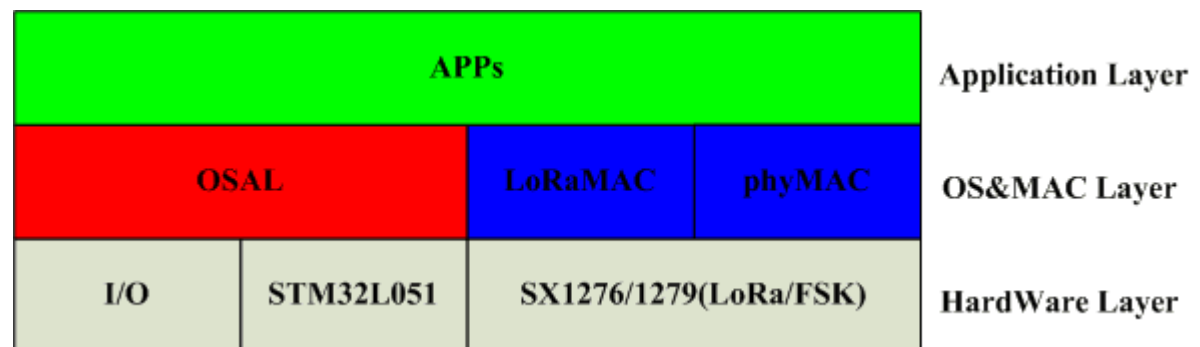 APPs
Application Layer
OSAL
LoRaMAC
phyMAC
OS&MAC Layer
I/O
STM32L051
SX1276/1279(LoRa/FSK)
HardWare Layer